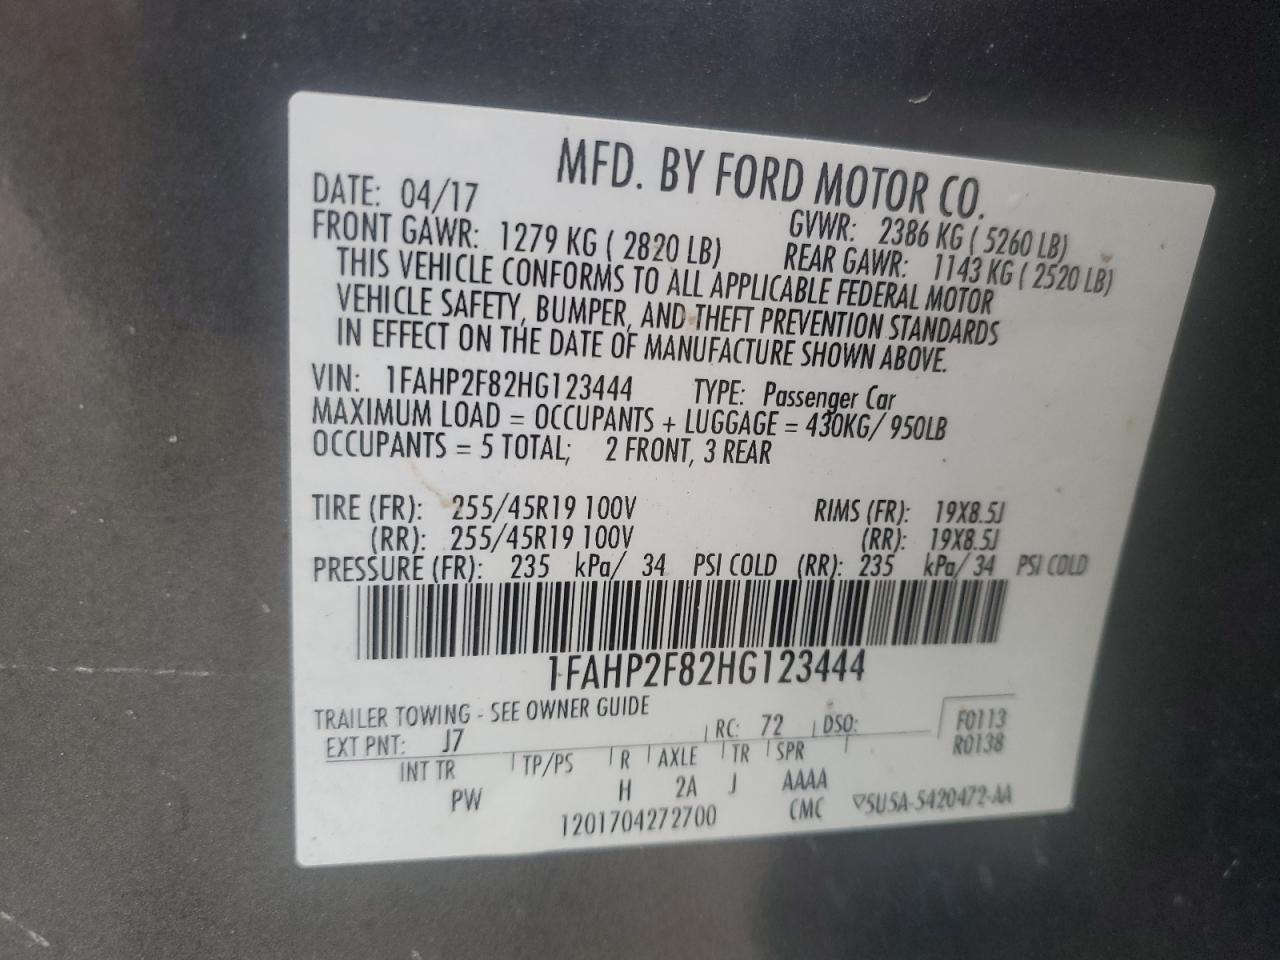 MFD. BY FORD MOTOR CO.
DATE: 04/17 GVWR: 2386 KG ( 5260 LB)
FRONT GAWR: 1279 KG ( 2820 LB) REAR GAWR: 1143 KG ( 2520 LB)
THIS VEHICLE CONFORMS TO ALL APPLICABLE FEDERAL MOTOR
VEHICLE SAFETY, BUMPER, AND THEFT PREVENTION STANDARDS
IN EFFECT ON THE DATE OF MANUFACTURE SHOWN ABOVE.
VIN: 1FAHP2F82HG123444 TYPE: Passenger Car
MAXIMUM LOAD = OCCUPANTS + LUGGAGE = 430KG/ 950LB
OCCUPANTS = 5 TOTAL; 2 FRONT, 3 REAR
TIRE (FR): 255/45R19 100V RIMS (FR): 19X8.5J
(RR): 255/45R19 100V (RR): 19X8.5J
PRESSURE (FR): 235 kPa/ 34 PSI COLD (RR): 235 kPa/ 34 PSI COLD
1FAHP2F82HG123444
TRAILER TOWING - SEE OWNER GUIDE
EXT PNT: J7 RC: 72 DSO: F0113
R0138
INT TR TP/PS R AXLE TR SPR
PW H 2A J AAAA
1201704272700 CMC ▽5U5A-5420472-AA